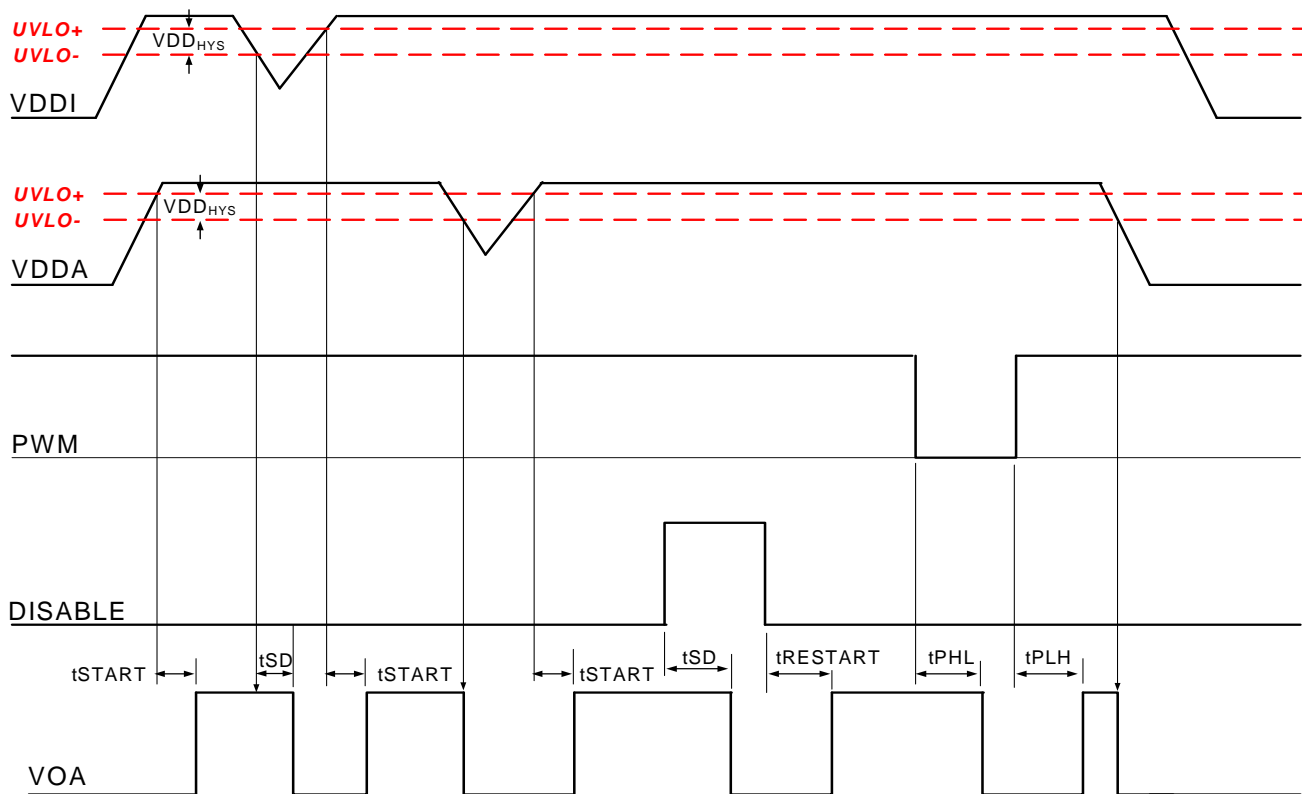 UVLO+
VDDHYS
UVLO-
VDDI
UVLO+
VDDHYS
UVLO-
VDDA
PWM
DISABLE
tSTART
tSD
tSTART
tSTART
tSD
tRESTART
tPHL
tPLH
VOA